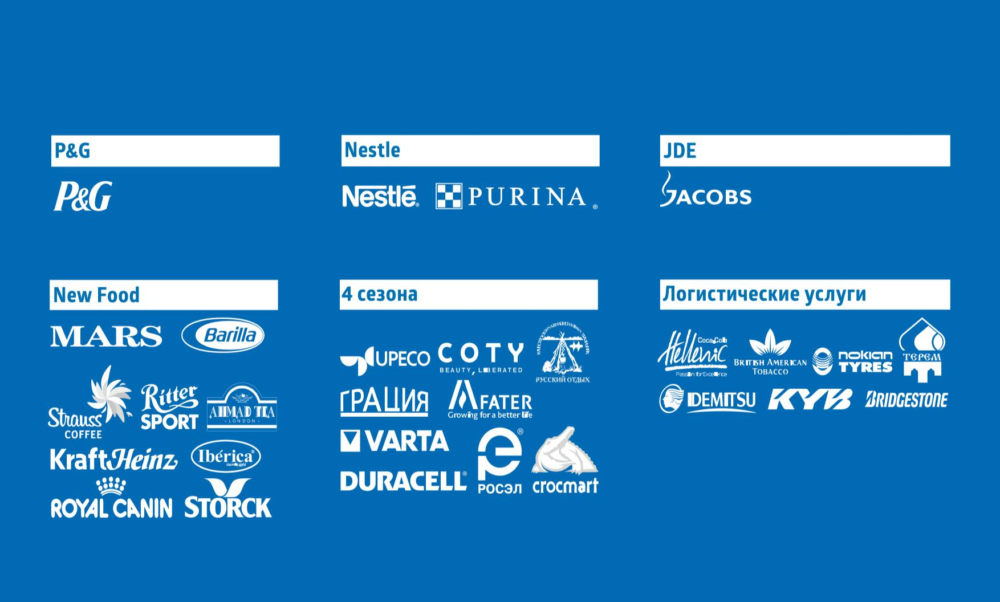 P&G
P&G
Nestle
Nestlé®
PURINA®
JDE
JACOBS
New Food
MARS
Barilla
Strauss
COFFEE
Ritter
SPORT
AHMAD TEA
-LONDON-
KraftHeinz
Ibérica®
ROYAL CANIN
STORCK
4 сезона
UPECO
COTY
BEAUTY, LIBERATED
РУССКИЙ ОТДЫХ
ГРАЦИЯ
FATER
Growing for a better life
VARTA
DURACELL®
®
РОСЭЛ
crocmart
Логистические услуги
Coca-Cola
Hellenic
Passion for Excellence
BRITISH AMERICAN
TOBACCO
nokian
TYRES
ТЕРЕМ
IDEMITSU
KYB
BRIDGESTONE